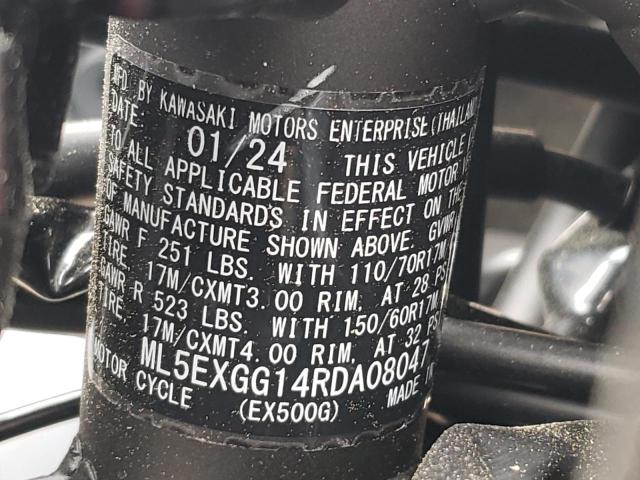 MFD BY KAWASAKI MOTORS ENTERPRISE(THAILAND
DATE: 01/24 THIS VEHICLE
TO ALL APPLICABLE FEDERAL MOTOR
SAFETY STANDARDS IN EFFECT ON THE
OF MANUFACTURE SHOWN ABOVE. GVWR
GAWR F 251 LBS. WITH 110/70R17M
TIRE, 17M/CXMT3.00 RIM, AT 28 PS
GAWR R 523 LBS. WITH 150/60R17M
TIRE, 17M/CXMT4.00 RIM, AT 32 PS
ML5EXGG14RDA08047
MOTOR CYCLE (EX500G) MADE IN